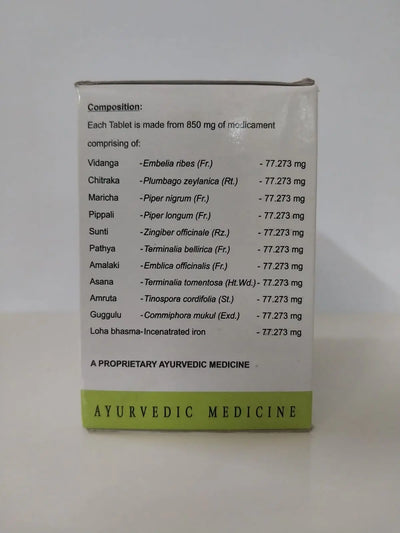 Composition:
Each Tablet is made from 850 mg of medicament
comprising of:
Vidanga -Embelia ribes (Fr.) - 77.273 mg
Chitraka -Plumbago zeylanica (Rt.) - 77.273 mg
Maricha -Piper nigrum (Fr.) - 77.273 mg
Pippali -Piper longum (Fr.) - 77.273 mg
Sunti -Zingiber officinale (Rz.) - 77.273 mg
Pathya -Terminalia bellirica (Fr.) - 77.273 mg
Amalaki -Emblica officinalis (Fr.) - 77.273 mg
Asana -Terminalia tomentosa (Ht.Wd.)- 77.273 mg
Amruta -Tinospora cordifolia (St.) - 77.273 mg
Guggulu -Commiphora mukul (Exd.) - 77.273 mg
Loha bhasma-Incenatrated iron - 77.273 mg
A PROPRIETARY AYURVEDIC MEDICINE
AYURVEDIC MEDICINE